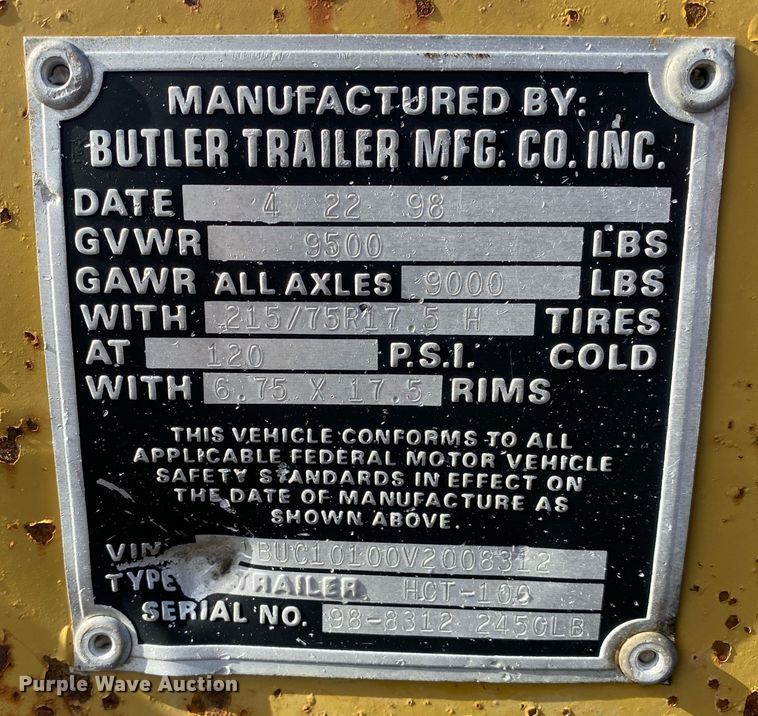 MANUFACTURED BY:
BUTLER TRAILER MFG. CO. INC.
DATE 4 22 98
GVWR 9500 LBS
GAWR ALL AXLES 9000 LBS
WITH 215/75R17.5 H TIRES
AT 120 P.S.I. COLD
WITH 6.75 X 17.5 RIMS
THIS VEHICLE CONFORMS TO ALL
APPLICABLE FEDERAL MOTOR VEHICLE
SAFETY STANDARDS IN EFFECT ON
THE DATE OF MANUFACTURE AS
SHOWN ABOVE.
VIN BUC10100V2008312
TYPE TRAILER HCT-100
SERIAL NO. 98-8312 2450LB
Purple Wave Auction